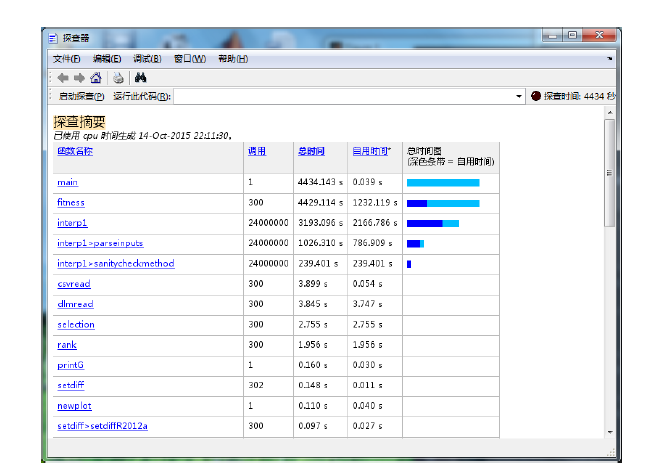 探查器
文件(F) 编辑(E) 调试(B) 窗口(W) 帮助(H)
启动探查(P) 运行此代码(R): 探查时间: 4434 秒
探查摘要
已使用 cpu 时间生成 14-Oct-2015 22:11:30。
函数名称 调用 总时间 自用时间* 总时间图
(深色条带 = 自用时间)
main 1 4434.143 s 0.039 s
fitness 300 4429.114 s 1232.119 s
interp1 24000000 3193.096 s 2166.786 s
interp1>parseinputs 24000000 1026.310 s 786.909 s
interp1>sanitycheckmethod 24000000 239.401 s 239.401 s
csvread 300 3.899 s 0.054 s
dlmread 300 3.845 s 3.747 s
selection 300 2.755 s 2.755 s
rank 300 1.956 s 1.956 s
printG 1 0.160 s 0.030 s
setdiff 302 0.148 s 0.011 s
newplot 1 0.110 s 0.040 s
setdiff>setdiffR2012a 300 0.097 s 0.027 s